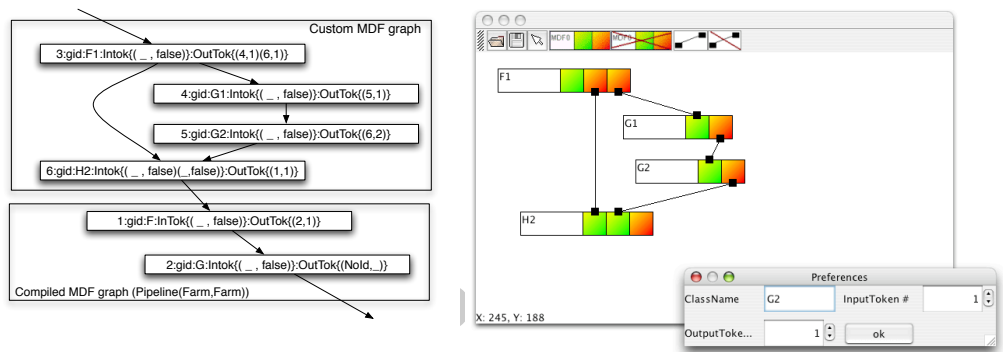 Custom MDF graph
3:gid:F1:Intok{( _ , false)}:OutTok{(4,1)(6,1)}
4:gid:G1:Intok{( _ , false)}:OutTok{(5,1)}
5:gid:G2:Intok{( _ , false)}:OutTok{(6,2)}
6:gid:H2:Intok{( _ , false)(_,false)}:OutTok{(1,1)}
1:gid:F:InTok{( _ , false)}:OutTok{(2,1)}
2:gid:G:Intok{( _ , false)}:OutTok{(NoId,_)}
Compiled MDF graph (Pipeline(Farm,Farm))
MDF0
F1
G1
G2
H2
X: 245, Y: 188
Preferences
ClassName G2 InputToken # 1
OutputToke... 1 ok